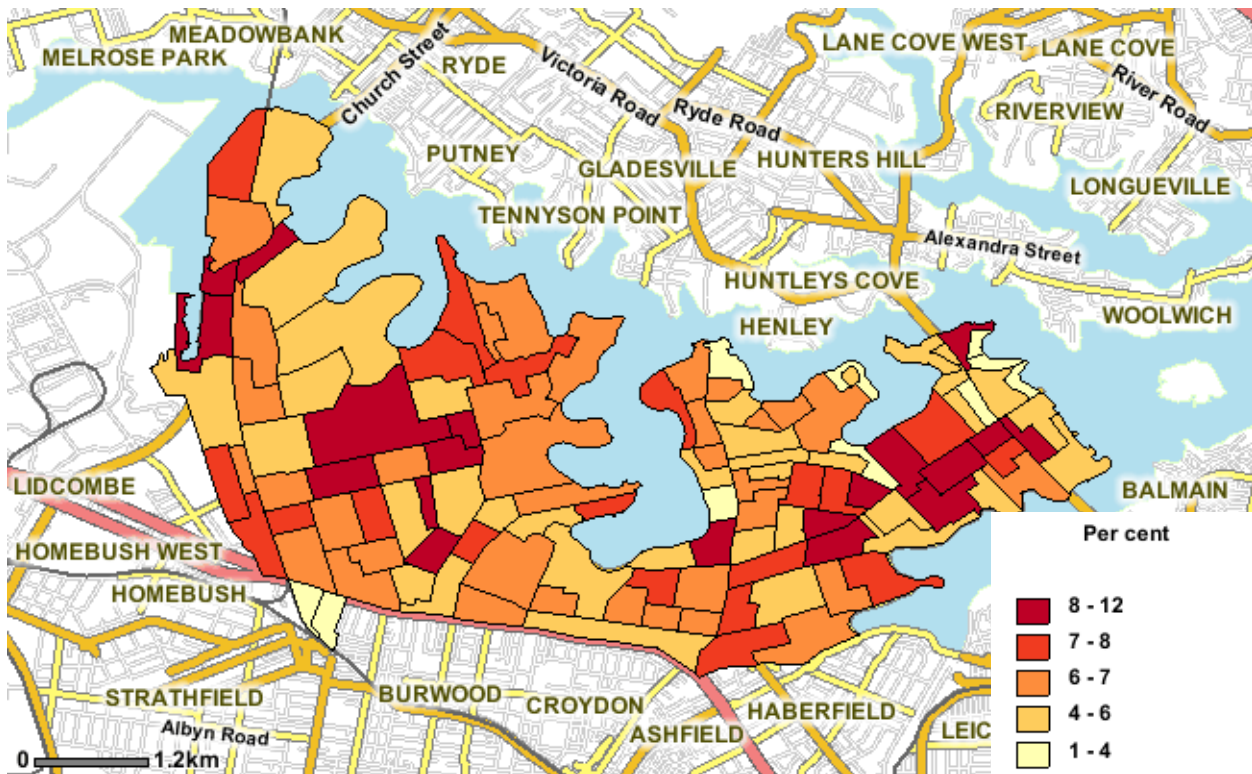 MEADOWBANK
MELROSE PARK
RYDE
Church Street
Victoria Road
LANE COVE WEST
LANE COVE
River Road
RIVERVIEW
Ryde Road
PUTNEY
GLADESVILLE
HUNTERS HILL
LONGUEVILLE
TENNYSON POINT
Alexandra Street
HUNTLEYS COVE
WOOLWICH
HENLEY
LIDCOMBE
BALMAIN
HOMEBUSH WEST
HOMEBUSH
STRATHFIELD
BURWOOD
CROYDON
HABERFIELD
Albyn Road
ASHFIELD
LEIC
0 1.2km
Per cent
8 - 12
7 - 8
6 - 7
4 - 6
1 - 4